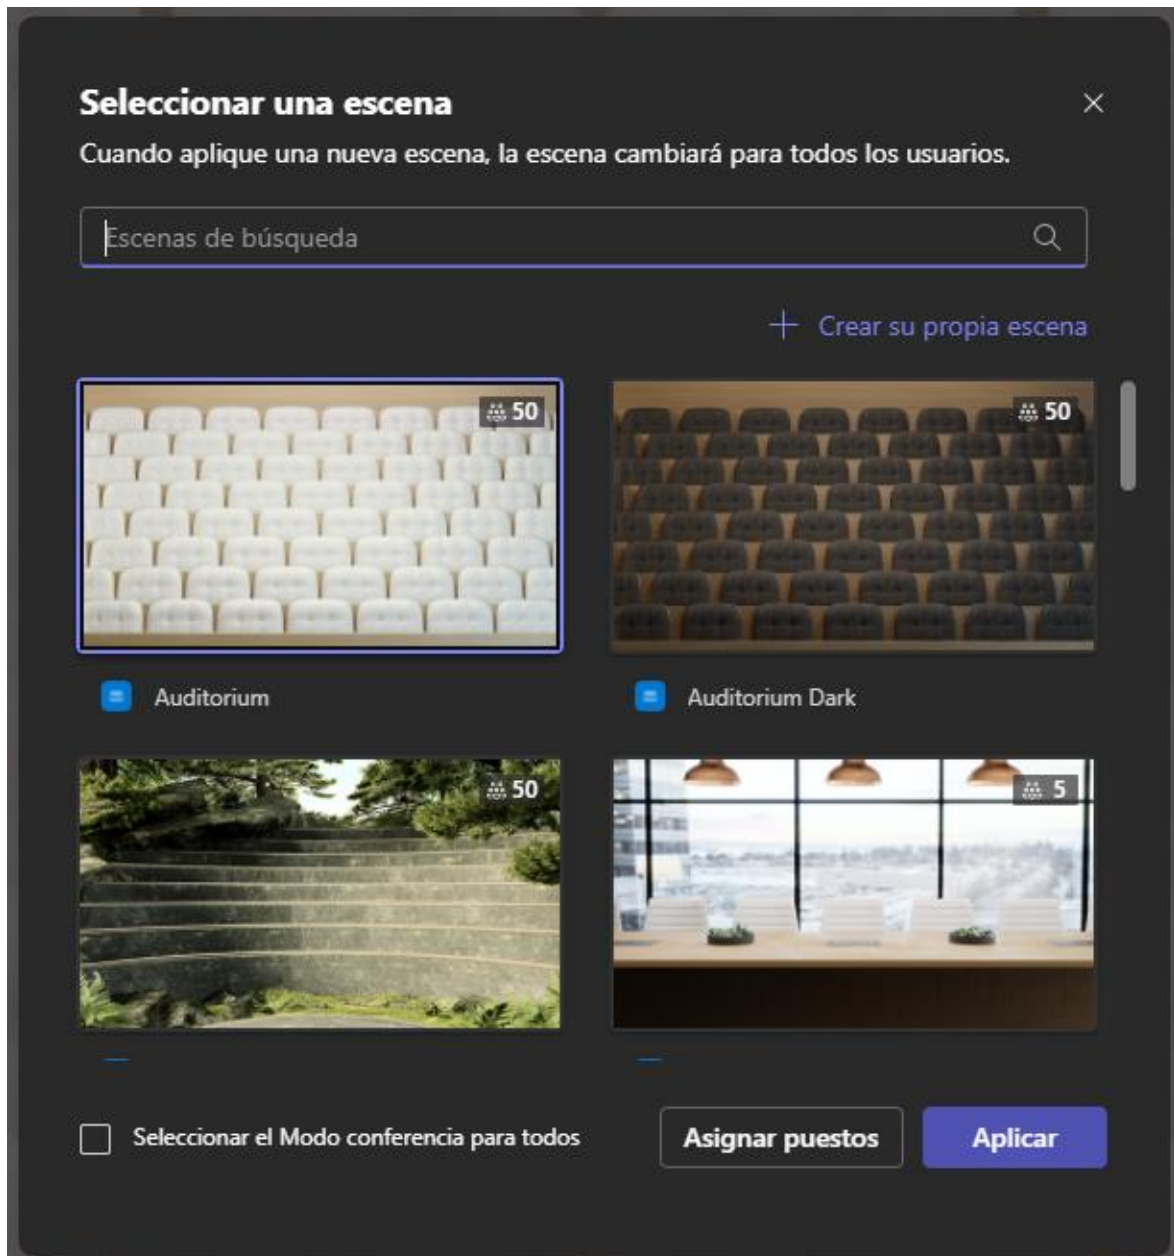 Seleccionar una escena
Cuando aplique una nueva escena, la escena cambiará para todos los usuarios.
Escenas de búsqueda
Crear su propia escena
50
50
Auditorium
Auditorium Dark
50
5
Seleccionar el Modo conferencia para todos
Asignar puestos
Aplicar